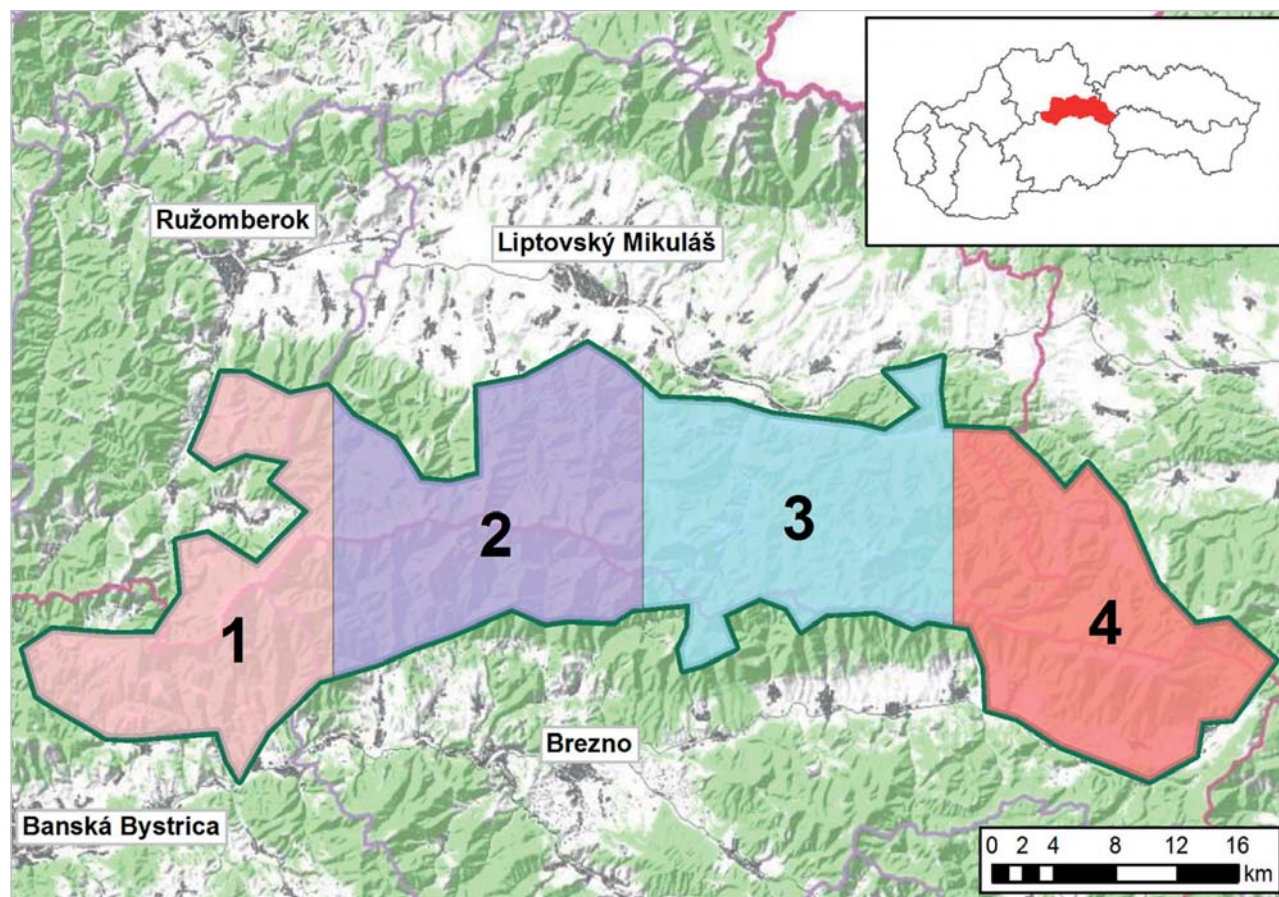 Ružomberok
Liptovský Mikuláš
1
2
3
4
Brezno
Banská Bystrica
0 2 4 8 12 16
km